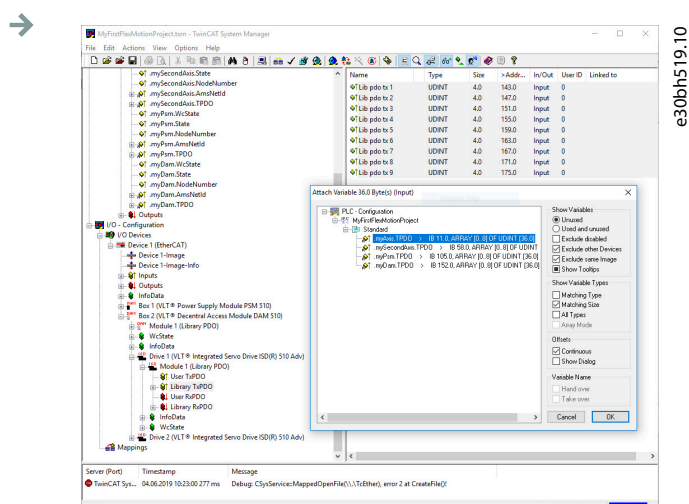 MyFirstFlexMotionProject.tsm - TwinCAT System Manager
File Edit Actions View Options Help
.mySecondAxis.State
.mySecondAxis.NodeNumber
.mySecondAxis.AmsNetId
.mySecondAxis.TPDO
.myPsm.WcState
.myPsm.State
.myPsm.NodeNumber
.myPsm.AmsNetId
.myPsm.TPDO
.myDam.WcState
.myDam.State
.myDam.NodeNumber
.myDam.AmsNetId
.myDam.TPDO
Outputs
I/O - Configuration
I/O Devices
Device 1 (EtherCAT)
Device 1-Image
Device 1-Image-Info
Inputs
Outputs
InfoData
Box 1 (VLT® Power Supply Module PSM 510)
Box 2 (VLT® Decentral Access Module DAM 510)
Module 1 (Library PDO)
WcState
InfoData
Drive 1 (VLT® Integrated Servo Drive ISD(R) 510 Adv)
Module 1 (Library PDO)
User TxPDO
Library TxPDO
User RxPDO
Library RxPDO
InfoData
WcState
Drive 2 (VLT® Integrated Servo Drive ISD(R) 510 Adv)
Mappings
Name Type Size >Addr... In/Out User ID Linked to
Lib pdo tx 1 UDINT 4.0 143.0 Input 0
Lib pdo tx 2 UDINT 4.0 147.0 Input 0
Lib pdo tx 3 UDINT 4.0 151.0 Input 0
Lib pdo tx 4 UDINT 4.0 155.0 Input 0
Lib pdo tx 5 UDINT 4.0 159.0 Input 0
Lib pdo tx 6 UDINT 4.0 163.0 Input 0
Lib pdo tx 7 UDINT 4.0 167.0 Input 0
Lib pdo tx 8 UDINT 4.0 171.0 Input 0
Lib pdo tx 9 UDINT 4.0 175.0 Input 0
Attach Variable 36.0 Byte(s) (Input)
PLC - Configuration
MyFirstFlexMotionProject
Standard
.myAxis.TPDO > IB 11.0, ARRAY [0..8] OF UDINT [36.0]
.mySecondAxis.TPDO > IB 58.0, ARRAY [0..8] OF UDINT
.myPsm.TPDO > IB 105.0, ARRAY [0..8] OF UDINT [36.0]
.myDam.TPDO > IB 152.0, ARRAY [0..8] OF UDINT [36.0]
Show Variables
Unused
Used and unused
Exclude disabled
Exclude other Devices
Exclude same Image
Show Tooltips
Show Variable Types
Matching Type
Matching Size
All Types
Array Mode
Offsets
Continuous
Show Dialog
Variable Name
Hand over
Take over
Cancel OK
Server (Port) Timestamp Message
TwinCAT Sys... 04.06.2019 10:23:00 277 ms Debug: CSysService::MappedOpenFile(\\.\TcEther), error 2 at CreateFile()!
e30bh519.10